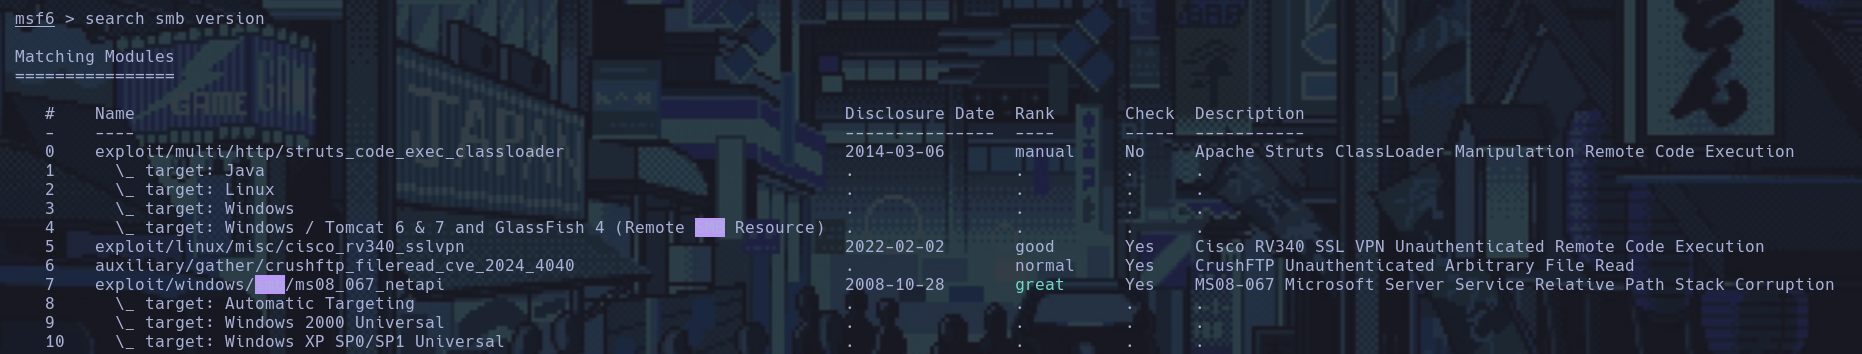 msf6 > search smb version
Matching Modules
================
# Name Disclosure Date Rank Check Description
- ---- --------------- ---- ----- -----------
0 exploit/multi/http/struts_code_exec_classloader 2014-03-06 manual No Apache Struts ClassLoader Manipulation Remote Code Execution
1 \_ target: Java . . . .
2 \_ target: Linux . . . .
3 \_ target: Windows . . . .
4 \_ target: Windows / Tomcat 6 & 7 and GlassFish 4 (Remote Resource) . . . .
5 exploit/linux/misc/cisco_rv340_sslvpn 2022-02-02 good Yes Cisco RV340 SSL VPN Unauthenticated Remote Code Execution
6 auxiliary/gather/crushftp_fileread_cve_2024_4040 . normal Yes CrushFTP Unauthenticated Arbitrary File Read
7 exploit/windows/ /ms08_067_netapi 2008-10-28 great Yes MS08-067 Microsoft Server Service Relative Path Stack Corruption
8 \_ target: Automatic Targeting . . . .
9 \_ target: Windows 2000 Universal . . . .
10 \_ target: Windows XP SP0/SP1 Universal . . . .
GAME
JAPAN